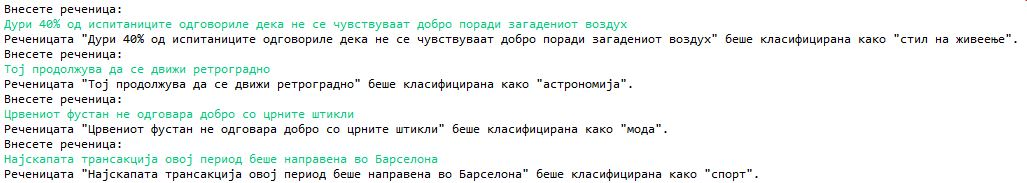 Внесете реченица:
Дури 40% од испитаниците одговориле дека не се чувствуваат добро поради загадениот воздух
Реченицата "Дури 40% од испитаниците одговориле дека не се чувствуваат добро поради загадениот воздух" беше класифицирана како "стил на живеење".
Внесете реченица:
Тој продолжува да се движи ретроградно
Реченицата "Тој продолжува да се движи ретроградно" беше класифицирана како "астрономија".
Внесете реченица:
Црвениот фустан не одговара добро со црните штикли
Реченицата "Црвениот фустан не одговара добро со црните штикли" беше класифицирана како "мода".
Внесете реченица:
Најскапата трансакција овој период беше направена во Барселона
Реченицата "Најскапата трансакција овој период беше направена во Барселона" беше класифицирана како "спорт".